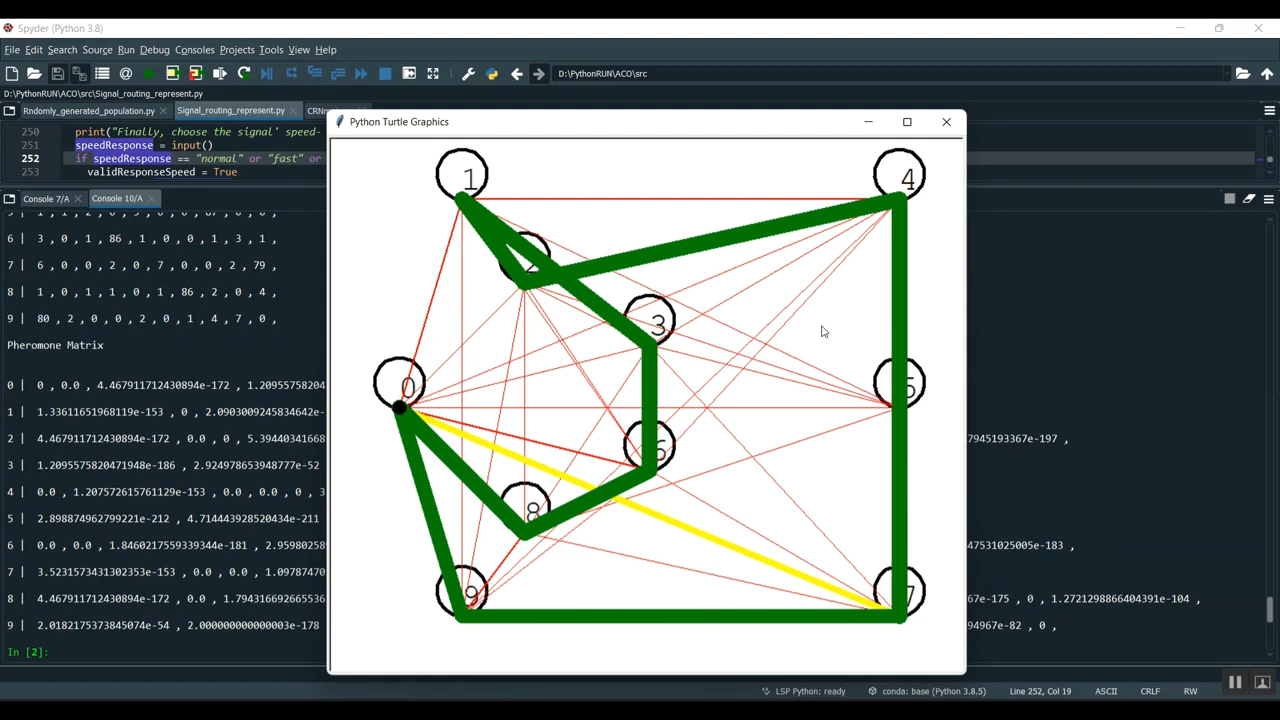 Spyder (Python 3.8)
File Edit Search Source Run Debug Consoles Projects Tools View Help
D:\PythonRUN\ACO\src
D:\PythonRUN\ACO\src\Signal_routing_represent.py
Rndomly_generated_population.py Signal_routing_represent.py
250 print("Finally, choose the signal' speed-
251 speedResponse = input()
252 if speedResponse == "normal" or "fast" or
253 validResponseSpeed = True
Console 7/A Console 10/A
6 | 3 , 0 , 1 , 86 , 1 , 0 , 0 , 1 , 3 , 1 ,
7 | 6 , 0 , 0 , 2 , 0 , 7 , 0 , 0 , 2 , 79 ,
8 | 1 , 0 , 1 , 1 , 0 , 1 , 86 , 2 , 0 , 4 ,
9 | 80 , 2 , 0 , 0 , 2 , 0 , 1 , 4 , 7 , 0 ,
Pheromone Matrix
0 | 0 , 0.0 , 4.467911712430894e-172 , 1.20955758204
1 | 1.33611651968119e-153 , 0 , 2.0903009245834642e-
2 | 4.467911712430894e-172 , 0.0 , 0 , 5.39440341668 7945193367e-197 ,
3 | 1.2095575820471948e-186 , 2.924978653948777e-52
4 | 0.0 , 1.207572615761129e-153 , 0.0 , 0.0 , 0 , 3
5 | 2.898874962799221e-212 , 4.714443928520434e-211
6 | 0.0 , 0.0 , 1.8460217559339344e-181 , 2.95980258 47531025005e-183 ,
7 | 3.5231573431302353e-153 , 0.0 , 0.0 , 1.09787470
8 | 4.467911712430894e-172 , 0.0 , 1.79431669266 5536 e-175 , 0 , 1.2721298866404391e-104 ,
9 | 2.0182175373845074e-54 , 2.000000000000003e-178 94967e-82 , 0 ,
In [2]:
Python Turtle Graphics
1
4
2
3
0
5
6
8
9
7
LSP Python: ready conda: base (Python 3.8.5) Line 252, Col 19 ASCII CRLF RW